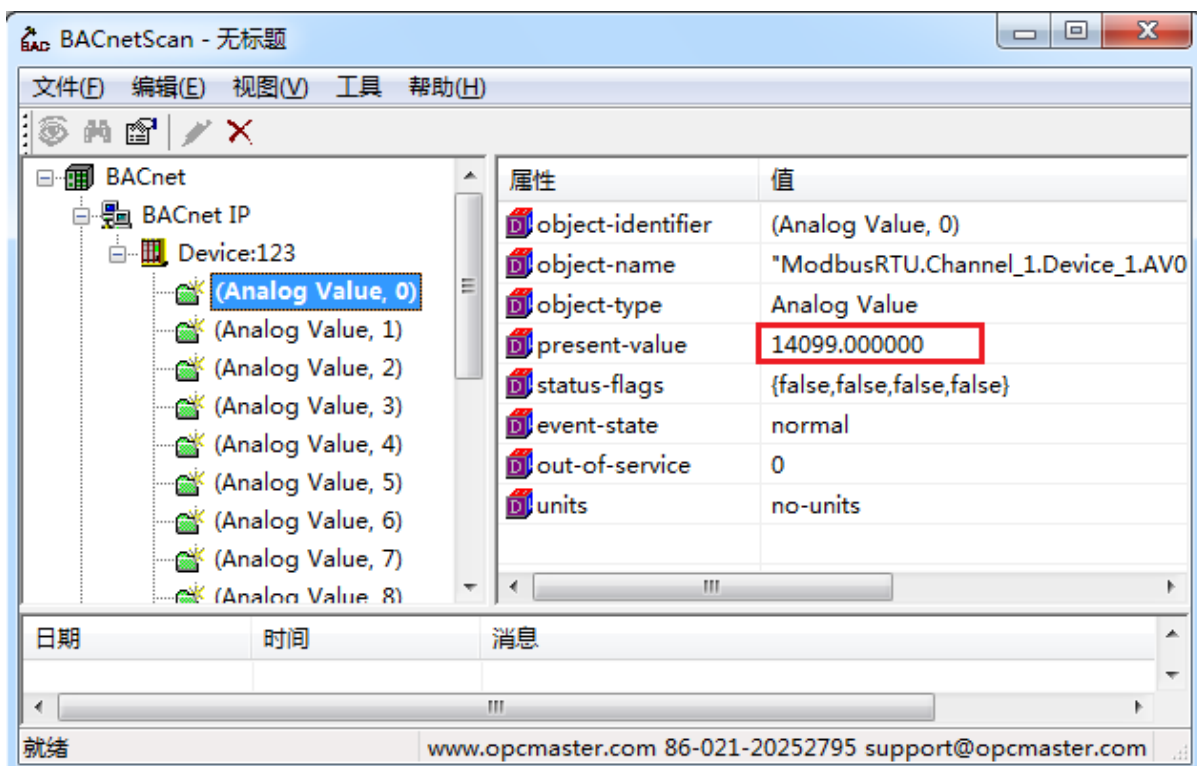 BACnetScan - 无标题
文件(F) 编辑(E) 视图(V) 工具 帮助(H)
BACnet
BACnet IP
Device:123
(Analog Value, 0)
(Analog Value, 1)
(Analog Value, 2)
(Analog Value, 3)
(Analog Value, 4)
(Analog Value, 5)
(Analog Value, 6)
(Analog Value, 7)
(Analog Value, 8)
属性 值
object-identifier (Analog Value, 0)
object-name "ModbusRTU.Channel_1.Device_1.AV0
object-type Analog Value
present-value 14099.000000
status-flags {false,false,false,false}
event-state normal
out-of-service 0
units no-units
日期 时间 消息
就绪 www.opcmaster.com 86-021-20252795 support@opcmaster.com